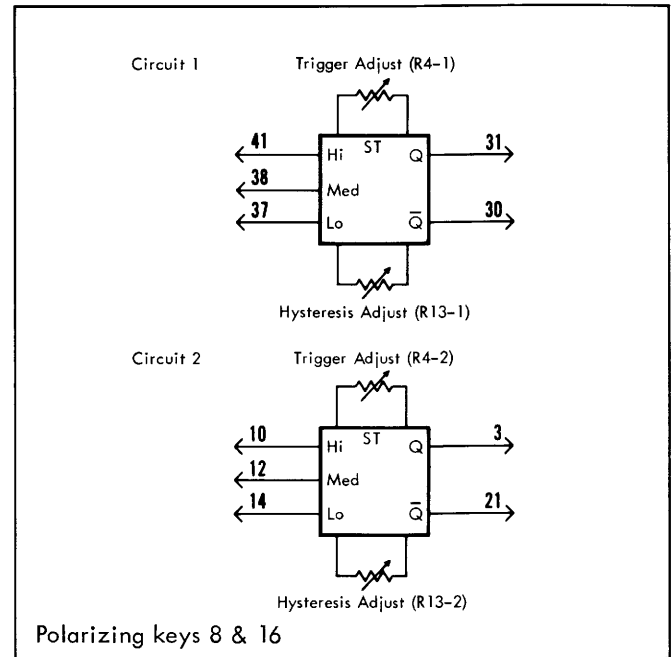 Circuit 1 Trigger Adjust (R4-1)
41 Hi ST Q 31
38 Med
37 Lo Q̅ 30
Hysteresis Adjust (R13-1)
Circuit 2 Trigger Adjust (R4-2)
10 Hi ST Q 3
12 Med
14 Lo Q̅ 21
Hysteresis Adjust (R13-2)
Polarizing keys 8 & 16